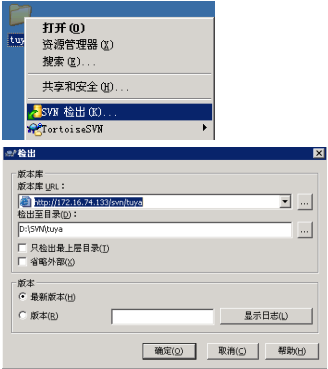 打开(O)
tuy
资源管理器(X)
搜索(E)...
共享和安全(H)...
SVN 检出(K)...
TortoiseSVN
检出
版本库
版本库 URL：
http://172.16.74.133/svn/tuya
检出至目录(D)：
D:\SVN\tuya
...
只检出最上层目录(T)
省略外部(X)
版本
最新版本(H)
版本(R)
显示日志(L)
确定(O)
取消(C)
帮助(H)